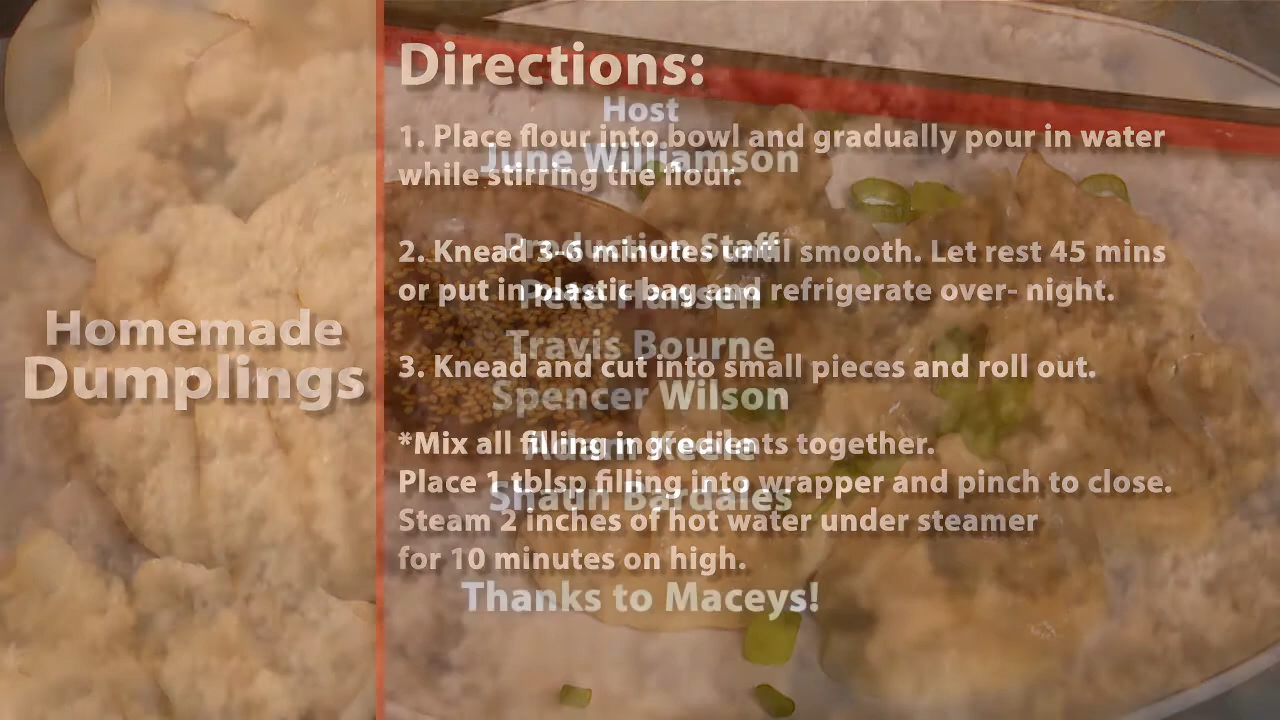 Homemade
Dumplings
Directions:
1. Place flour into bowl and gradually pour in water
while stirring the flour.
2. Knead 3-6 minutes until smooth. Let rest 45 mins
or put in plastic bag and refrigerate over- night.
3. Knead and cut into small pieces and roll out.
*Mix all filling ingredients together.
Place 1 tblsp filling into wrapper and pinch to close.
Steam 2 inches of hot water under steamer
for 10 minutes on high.
Host
June Williamson
Production Staff
Pete Hansen
Travis Bourne
Spencer Wilson
Shaun Bardales
Thanks to Maceys!